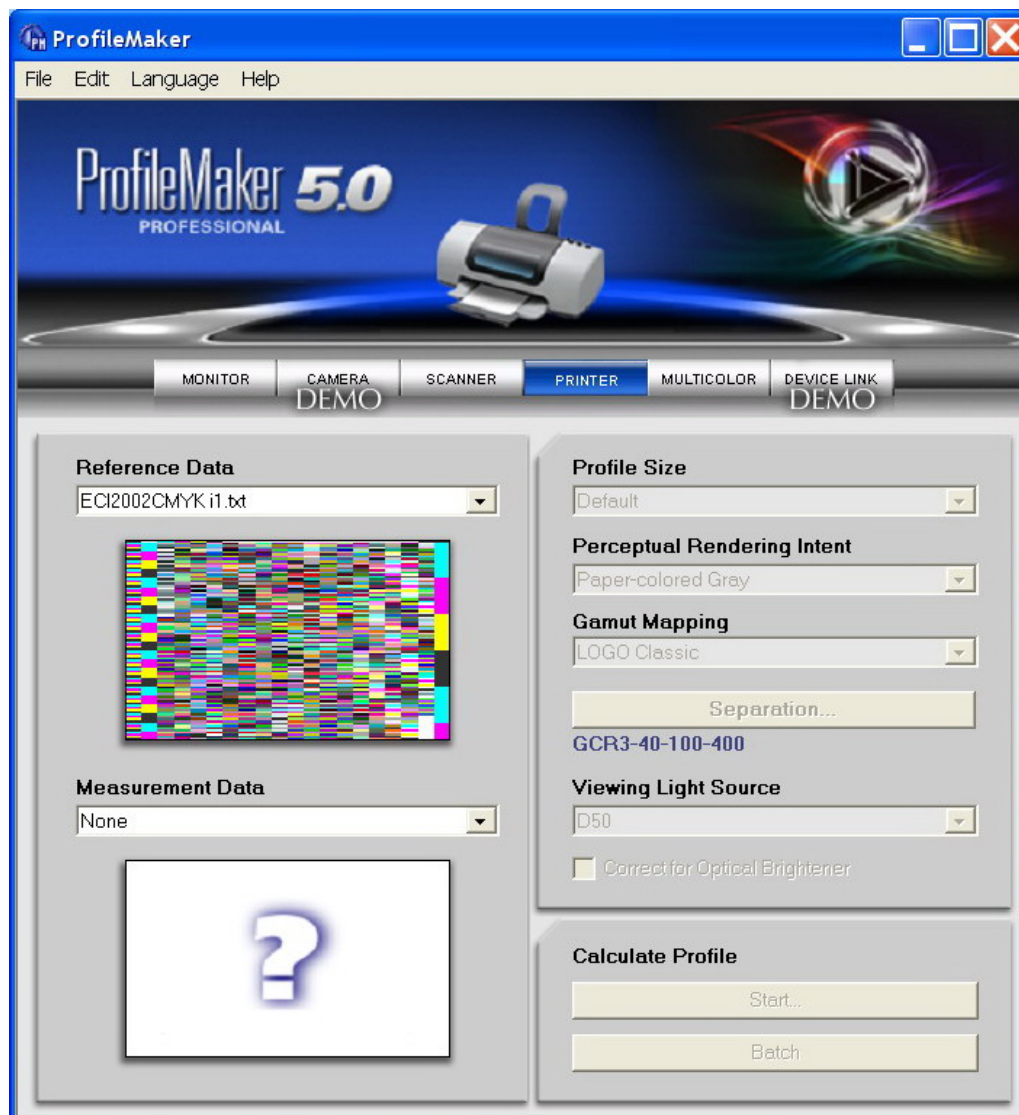 ProfileMaker
File Edit Language Help
ProfileMaker 5.0
PROFESSIONAL
MONITOR CAMERA SCANNER PRINTER MULTICOLOR DEVICE LINK
DEMO DEMO
Reference Data
ECI2002CMYK i1.txt
Measurement Data
None
?
Profile Size
Default
Perceptual Rendering Intent
Paper-colored Gray
Gamut Mapping
LOGO Classic
Separation...
GCR3-40-100-400
Viewing Light Source
D50
Correct for Optical Brightener
Calculate Profile
Start...
Batch